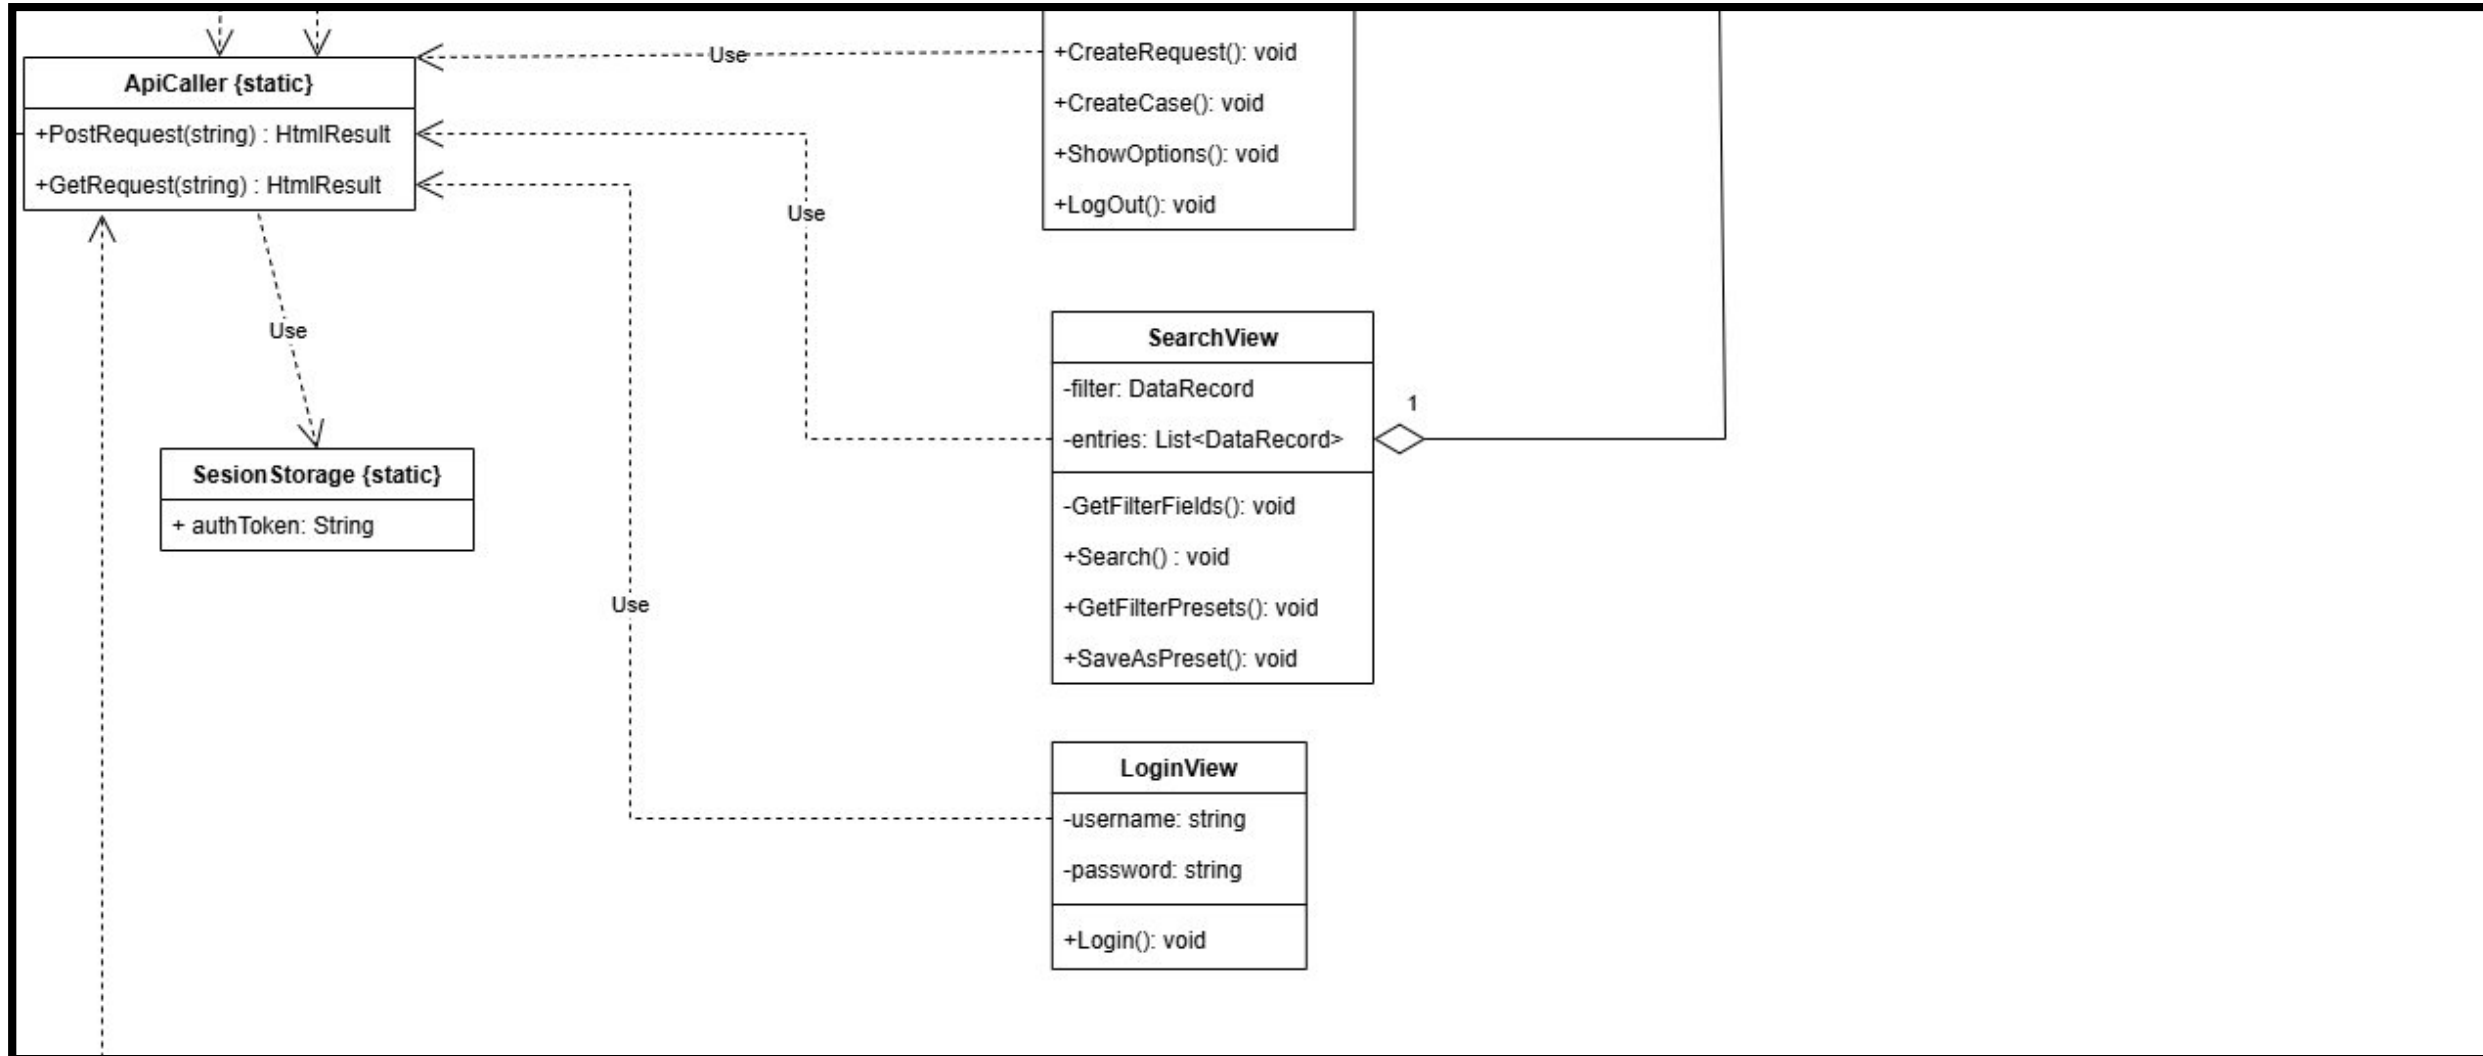 Use
+CreateRequest(): void
+CreateCase(): void
+ShowOptions(): void
+LogOut(): void
ApiCaller {static}
+PostRequest(string) : HtmlResult
+GetRequest(string) : HtmlResult
Use
Use
SesionStorage {static}
+ authToken: String
Use
SearchView
-filter: DataRecord
-entries: List<DataRecord>
1
-GetFilterFields(): void
+Search() : void
+GetFilterPresets(): void
+SaveAsPreset(): void
LoginView
-username: string
-password: string
+Login(): void